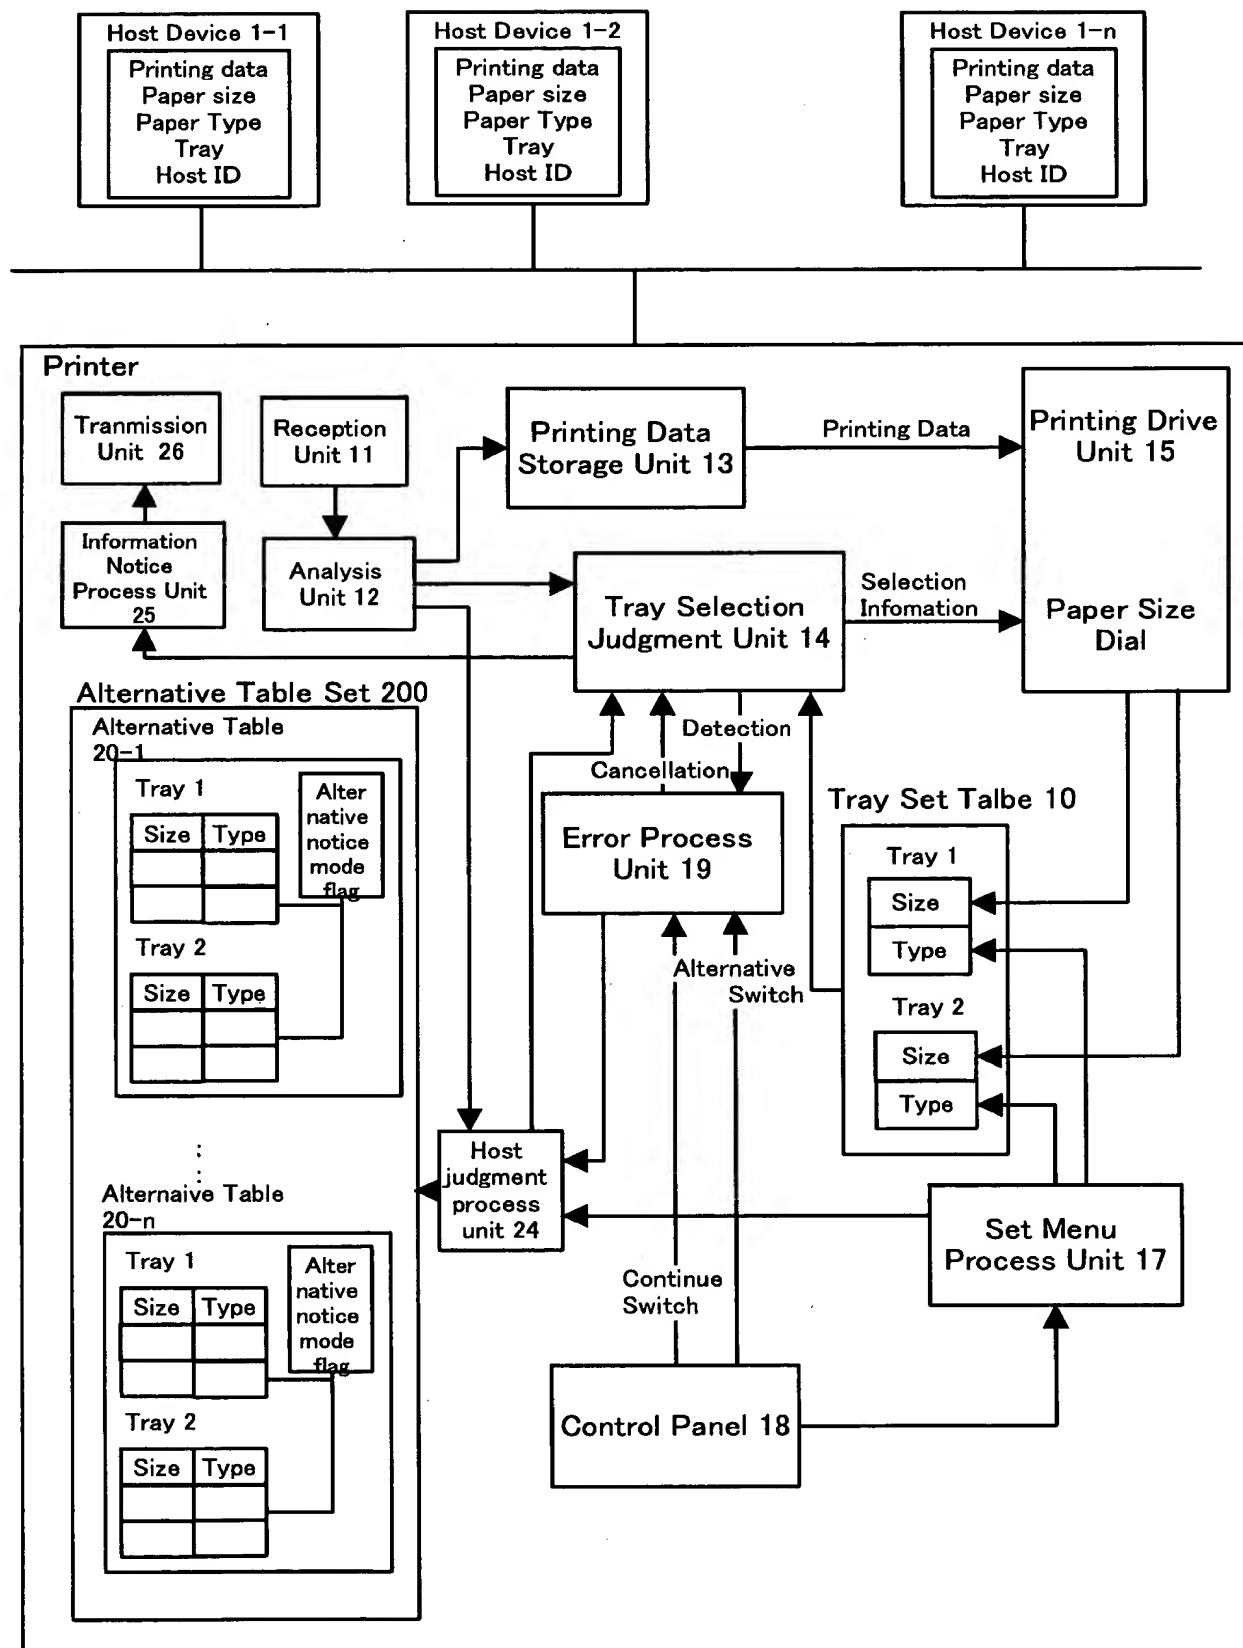 Host Device 1-1
Printing data
Paper size
Paper Type
Tray
Host ID
Host Device 1-2
Printing data
Paper size
Paper Type
Tray
Host ID
Host Device 1-n
Printing data
Paper size
Paper Type
Tray
Host ID
Printer
Tranmission
Unit 26
Reception
Unit 11
Printing Data
Storage Unit 13
Printing Data
Printing Drive
Unit 15
Paper Size
Dial
Information
Notice
Process Unit
25
Analysis
Unit 12
Tray Selection
Judgment Unit 14
Selection
Infomation
Alternative Table Set 200
Alternative Table
20-1
Tray 1
Size Type
Alter
native
notice
mode
flag
Tray 2
Size Type
Detection
Cancellation
Error Process
Unit 19
Tray Set Talbe 10
Tray 1
Size
Type
Tray 2
Size
Type
Alternative
Switch
Host
judgment
process
unit 24
Alternaive Table
20-n
Tray 1
Size Type
Alter
native
notice
mode
flag
Tray 2
Size Type
Set Menu
Process Unit 17
Continue
Switch
Control Panel 18